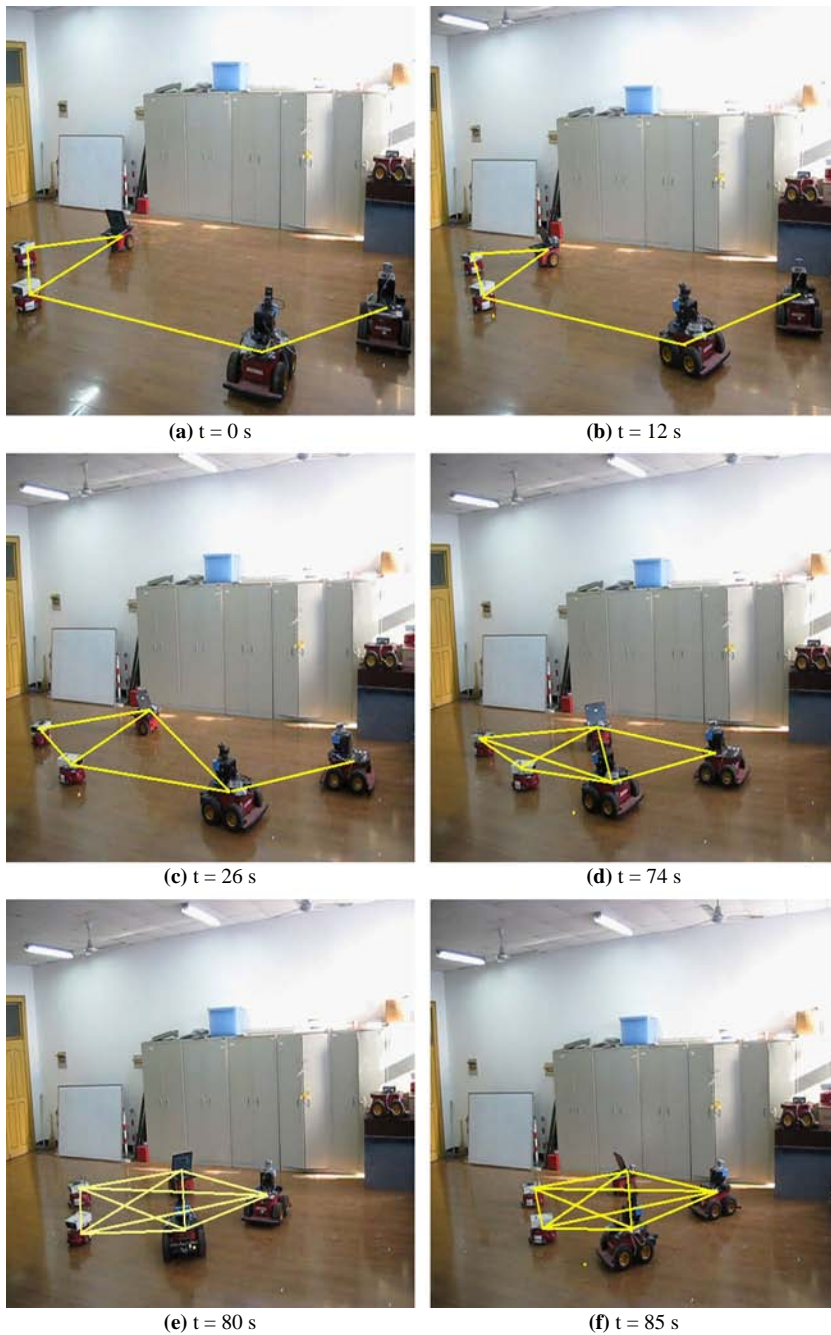 (a) t = 0 s
(b) t = 12 s
(c) t = 26 s
(d) t = 74 s
(e) t = 80 s
(f) t = 85 s